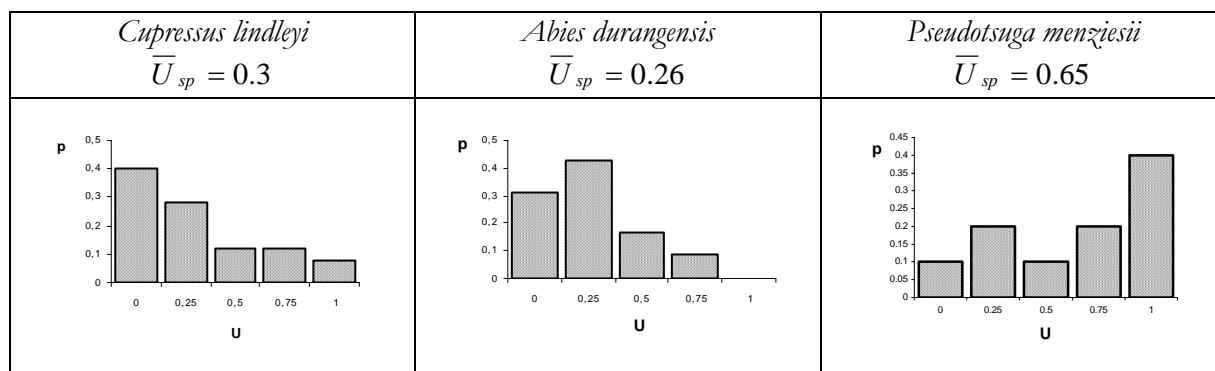 Cupressus lindleyi
U̅ sp = 0.3
Abies durangensis
U̅ sp = 0.26
Pseudotsuga menziesii
U̅ sp = 0.65
p
0,5
0,4
0,3
0,2
0,1
0
0 0,25 0,5 0,75 1
U
p
0,5
0,4
0,3
0,2
0,1
0
0 0,25 0,5 0,75 1
U
p
0.45
0.4
0.35
0.3
0.25
0.2
0.15
0.1
0.05
0
0 0.25 0.5 0.75 1
U